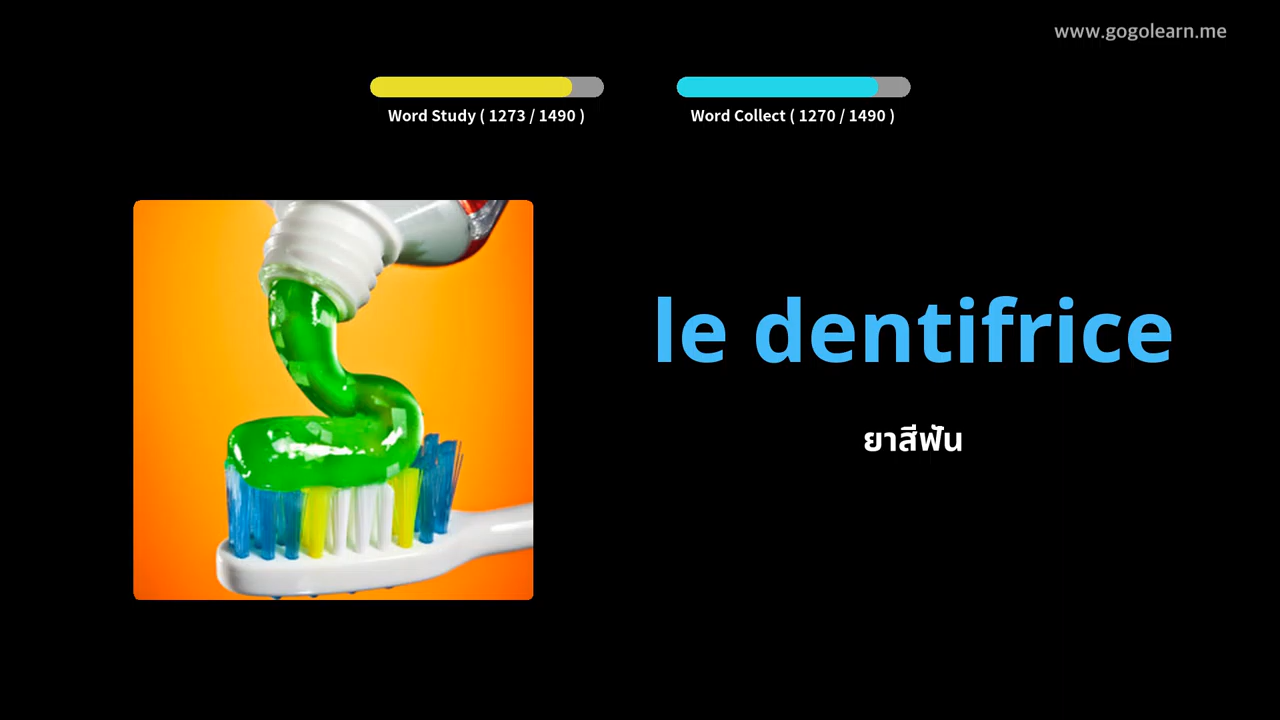 www.gogolearn.me
Word Study ( 1273 / 1490 )
Word Collect ( 1270 / 1490 )
le dentifrice
ยาสีฟัน